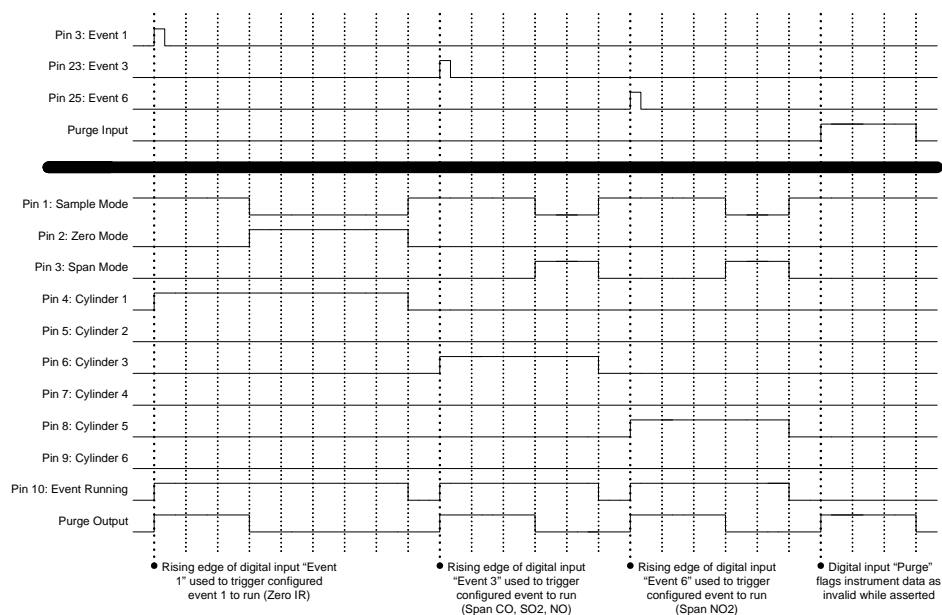 Pin 3: Event 1
Pin 23: Event 3
Pin 25: Event 6
Purge Input
Pin 1: Sample Mode
Pin 2: Zero Mode
Pin 3: Span Mode
Pin 4: Cylinder 1
Pin 5: Cylinder 2
Pin 6: Cylinder 3
Pin 7: Cylinder 4
Pin 8: Cylinder 5
Pin 9: Cylinder 6
Pin 10: Event Running
Purge Output
Rising edge of digital input “Event
1” used to trigger configured
event 1 to run (Zero IR)
Rising edge of digital input
“Event 3” used to trigger
configured event to run
(Span CO, SO2, NO)
Rising edge of digital input
“Event 6” used to trigger
configured event to run
(Span NO2)
Digital input “Purge”
flags instrument data as
invalid while asserted